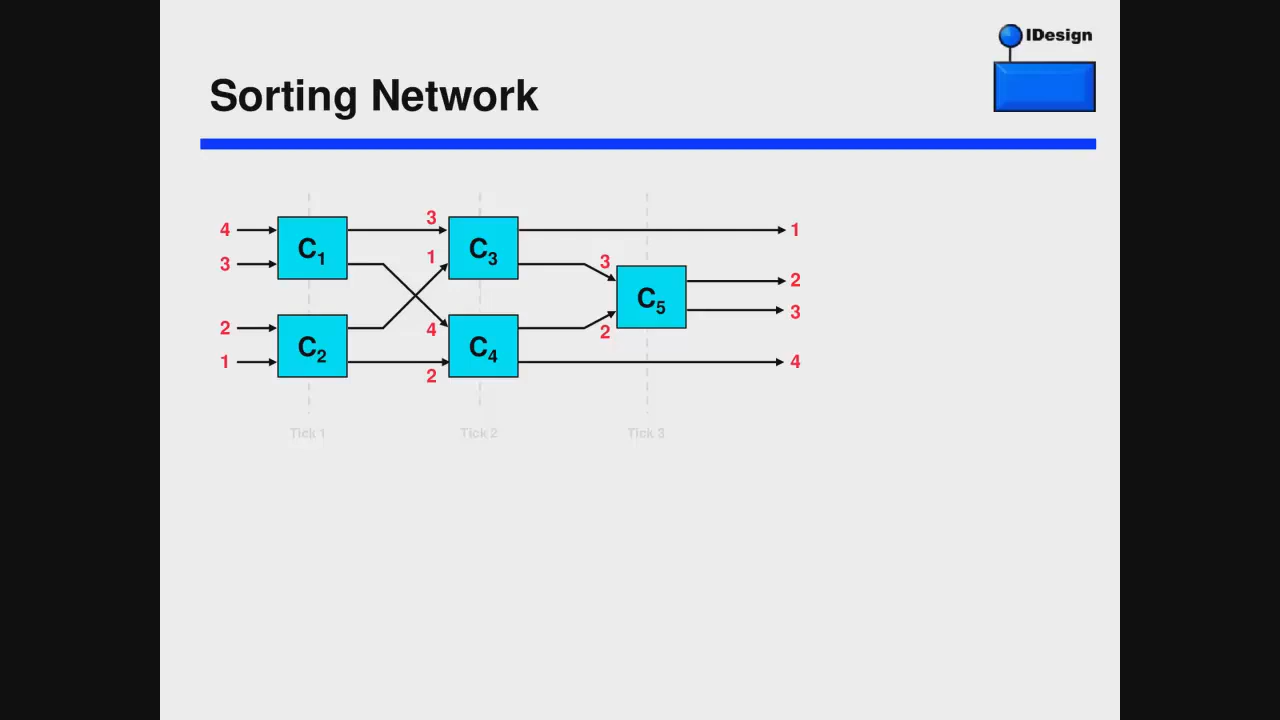 IDesign
Sorting Network
4 C1 3 C3 1
3 1
3 C5 2
2 C2 4 C4 2 3
1 2 4
Tick 1 Tick 2 Tick 3